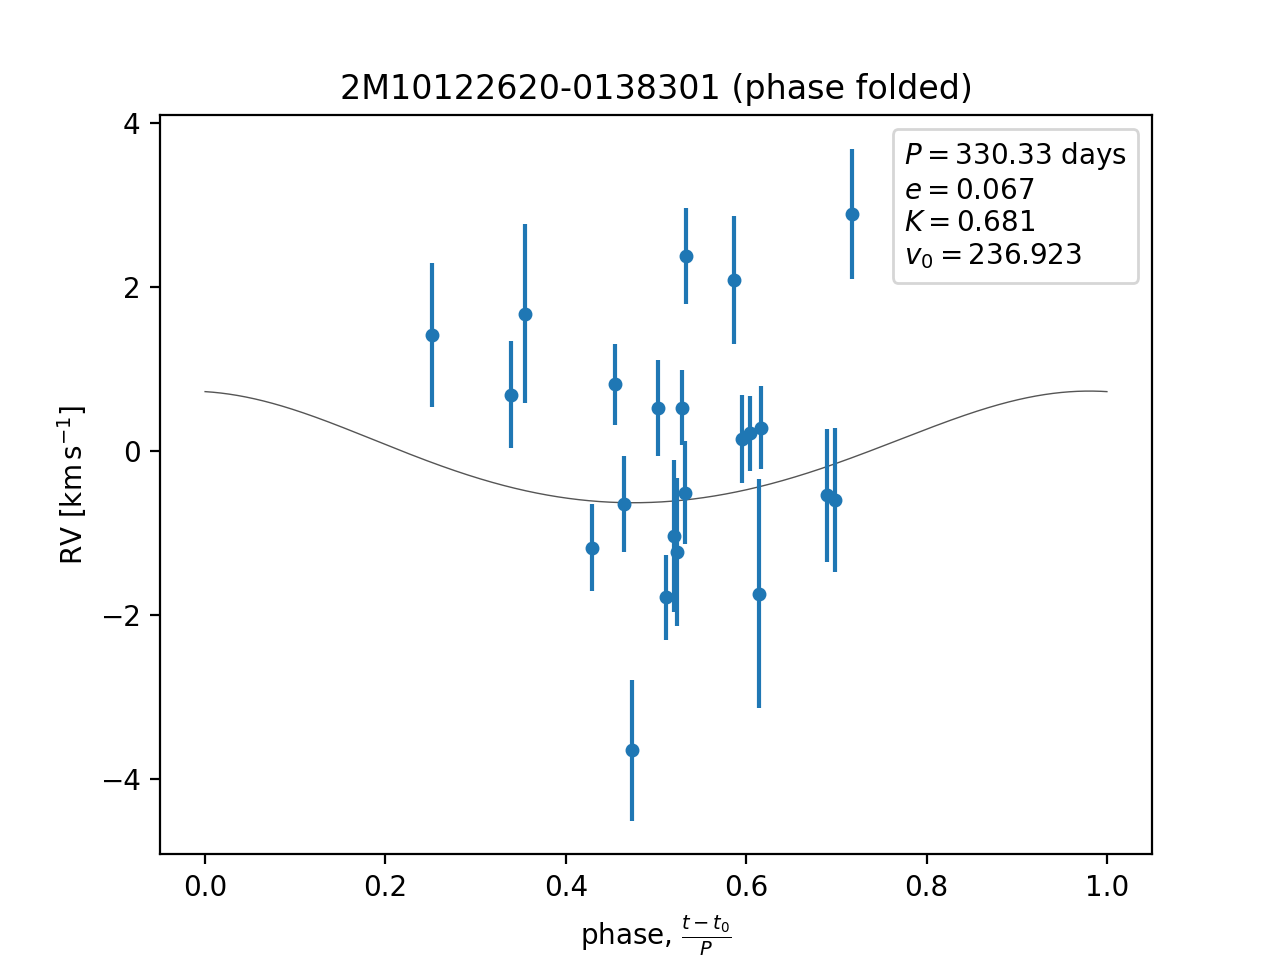 2M10122620-0138301 (phase folded)
P = 330.33 days
e = 0.067
K = 0.681
v₀ = 236.923
RV [km s⁻¹]
4
2
0
−2
−4
0.0 0.2 0.4 0.6 0.8 1.0
phase, (t − t₀)/P